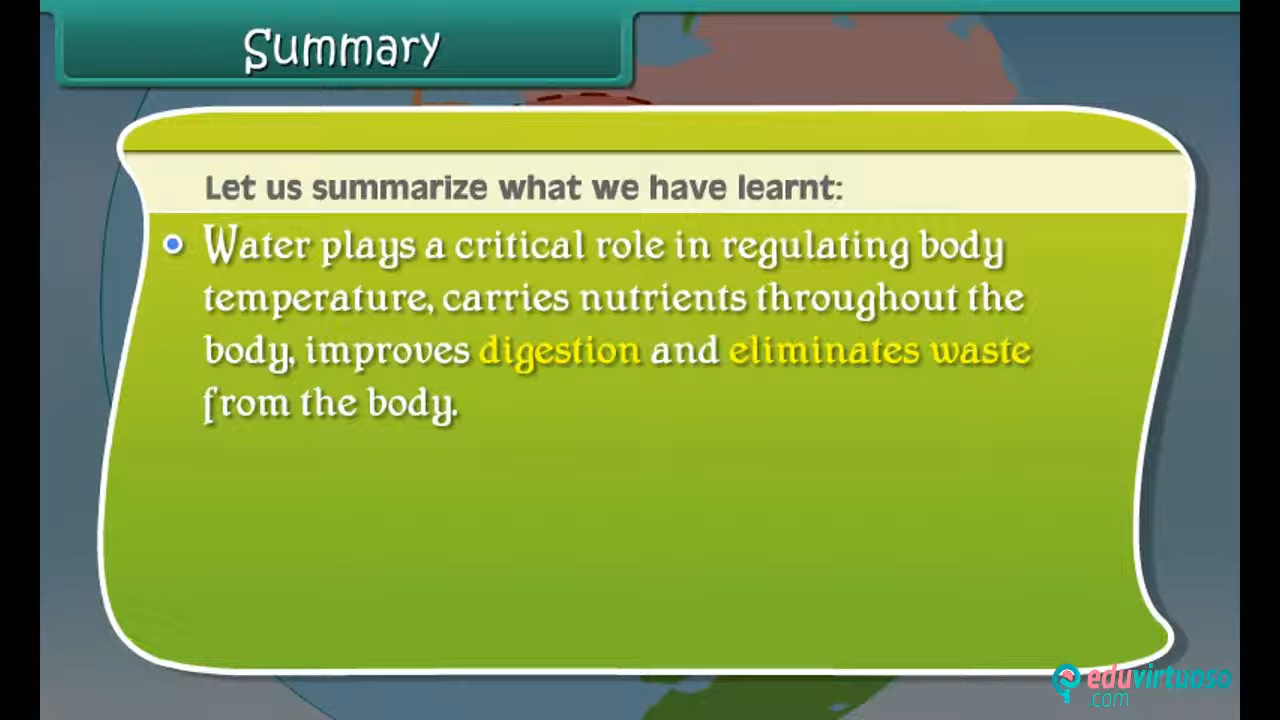 Summary
Let us summarize what we have learnt:
Water plays a critical role in regulating body
temperature, carries nutrients throughout the
body, improves digestion and eliminates waste
from the body.
eduvirtuoso
.com